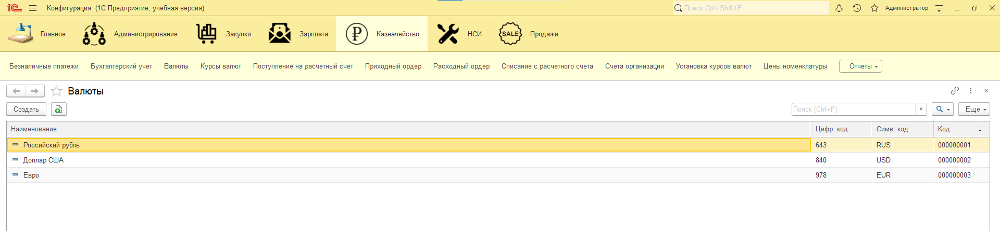 1С Конфигурация (1С:Предприятие, учебная версия) Поиск Ctrl+Shift+F Администратор
Главное Администрирование Закупки Зарплата Казначейство НСИ SALE Продажи
Безналичные платежи Бухгалтерский учет Валюты Курсы валют Поступление на расчетный счет Приходный ордер Расходный ордер Списание с расчетного счета Счета организации Установка курсов валют Цены номенклатуры Отчеты
Валюты
Создать Поиск (Ctrl+F) × Еще
Наименование Цифр. код Симв. код Код ↓
Российский рубль 643 RUS 000000001
Доллар США 840 USD 000000002
Евро 978 EUR 000000003